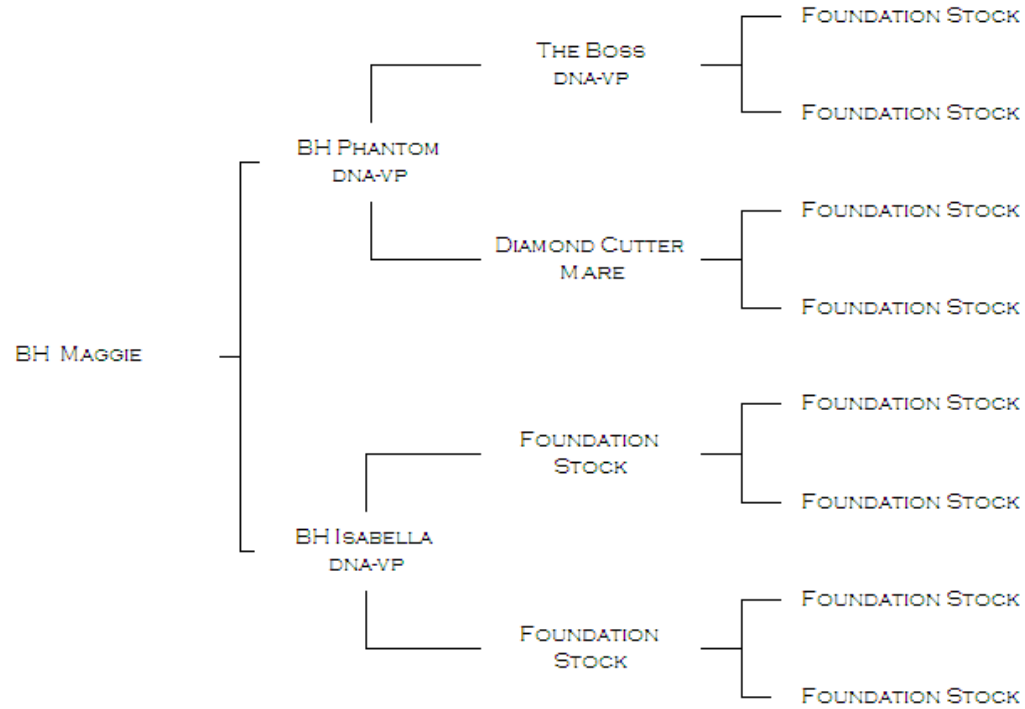 Foundation Stock
The Boss
DNA-VP
Foundation Stock
BH Phantom
DNA-VP
Foundation Stock
Diamond Cutter
Mare
Foundation Stock
BH Maggie
Foundation Stock
Foundation
Stock
Foundation Stock
BH Isabella
DNA-VP
Foundation Stock
Foundation
Stock
Foundation Stock